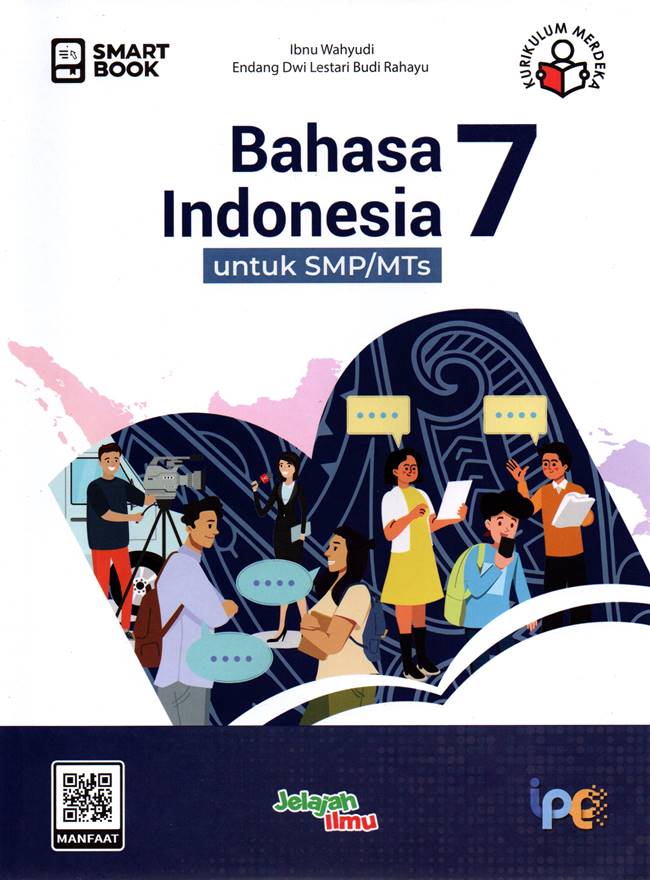 SMART
BOOK
Ibnu Wahyudi
Endang Dwi Lestari Budi Rahayu
KURIKULUM MERDEKA
Bahasa
Indonesia
7
untuk SMP/MTs
MANFAAT
Jelajah
ilmu
ipc